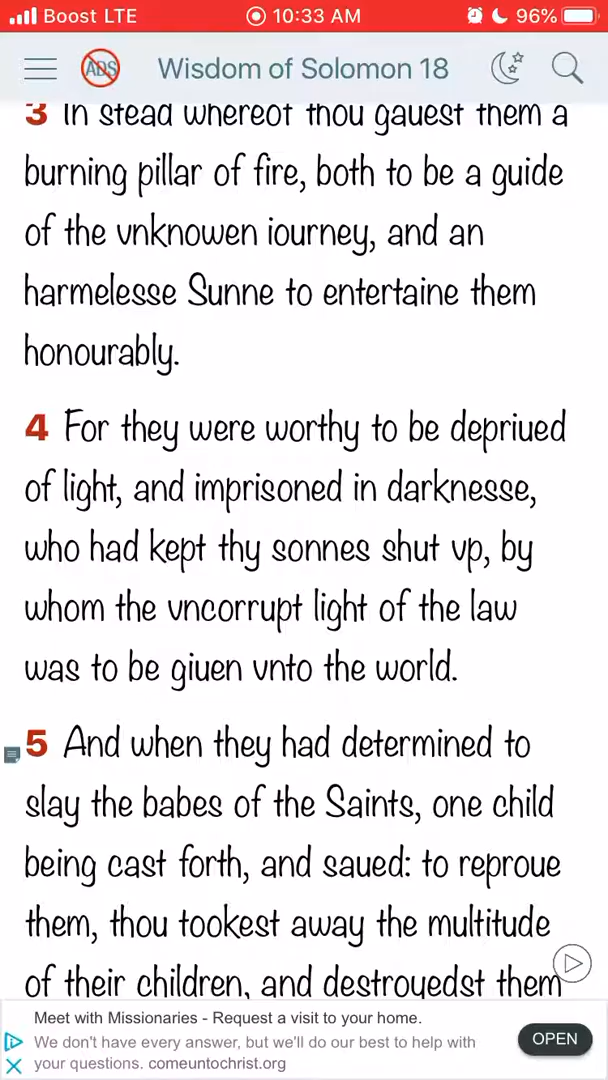 Boost LTE 10:33 AM 96%
ADS Wisdom of Solomon 18
3 In stead whereof thou gauest them a
burning pillar of fire, both to be a guide
of the vnknowen iourney, and an
harmelesse Sunne to entertaine them
honourably.
4 For they were worthy to be depriued
of light, and imprisoned in darknesse,
who had kept thy sonnes shut vp, by
whom the vncorrupt light of the law
was to be giuen vnto the world.
5 And when they had determined to
slay the babes of the Saints, one child
being cast forth, and saued: to reproue
them, thou tookest away the multitude
of their children, and destroyedst them
Meet with Missionaries - Request a visit to your home.
We don't have every answer, but we'll do our best to help with
your questions. comeuntochrist.org
OPEN